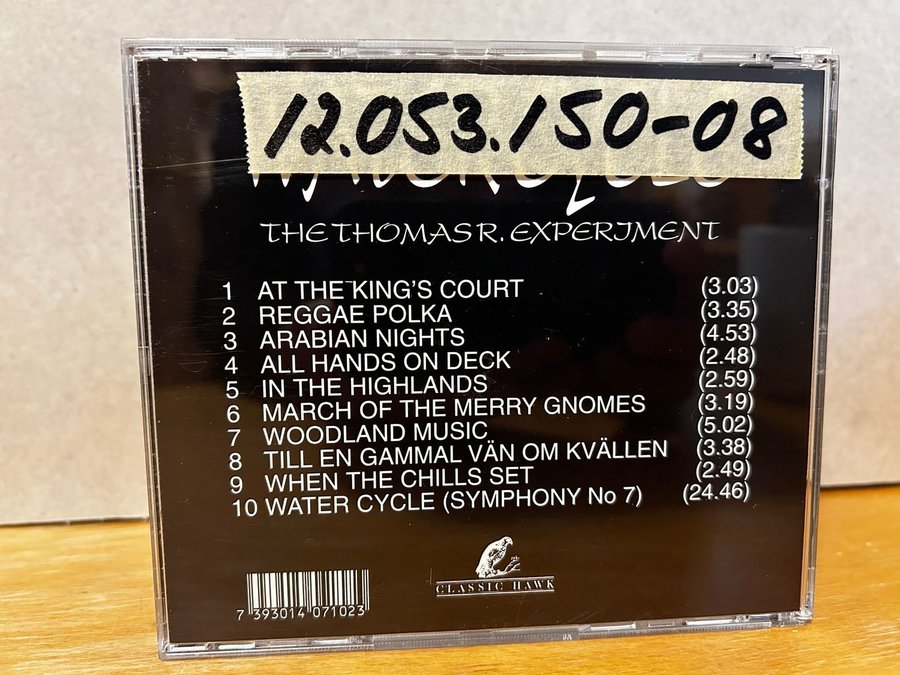 12.053.150-08
THE THOMAS R. EXPERIMENT
1 AT THE KING'S COURT (3.03)
2 REGGAE POLKA (3.35)
3 ARABIAN NIGHTS (4.53)
4 ALL HANDS ON DECK (2.48)
5 IN THE HIGHLANDS (2.59)
6 MARCH OF THE MERRY GNOMES (3.19)
7 WOODLAND MUSIC (5.02)
8 TILL EN GAMMAL VÄN OM KVÄLLEN (3.38)
9 WHEN THE CHILLS SET (2.49)
10 WATER CYCLE (SYMPHONY No 7) (24.46)
CLASSIC HAWK
7 393014 071023